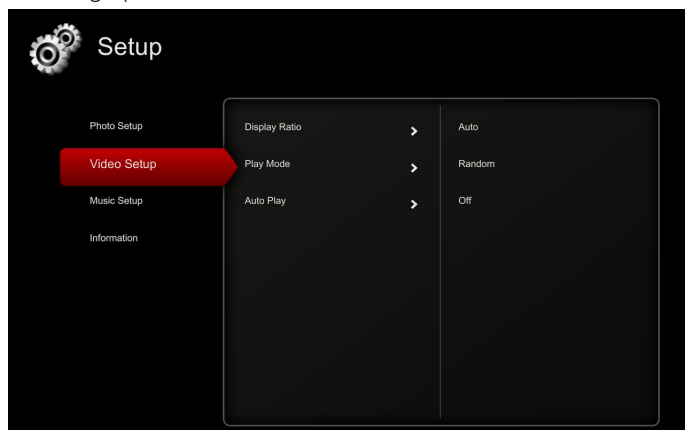 Setup
Photo Setup
Video Setup
Music Setup
Information
Display Ratio
Play Mode
Auto Play
Auto
Random
Off